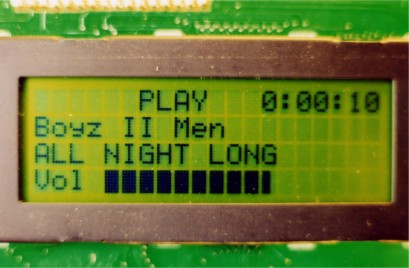 PLAY 0:00:10
Boyz II Men
ALL NIGHT LONG
Vol